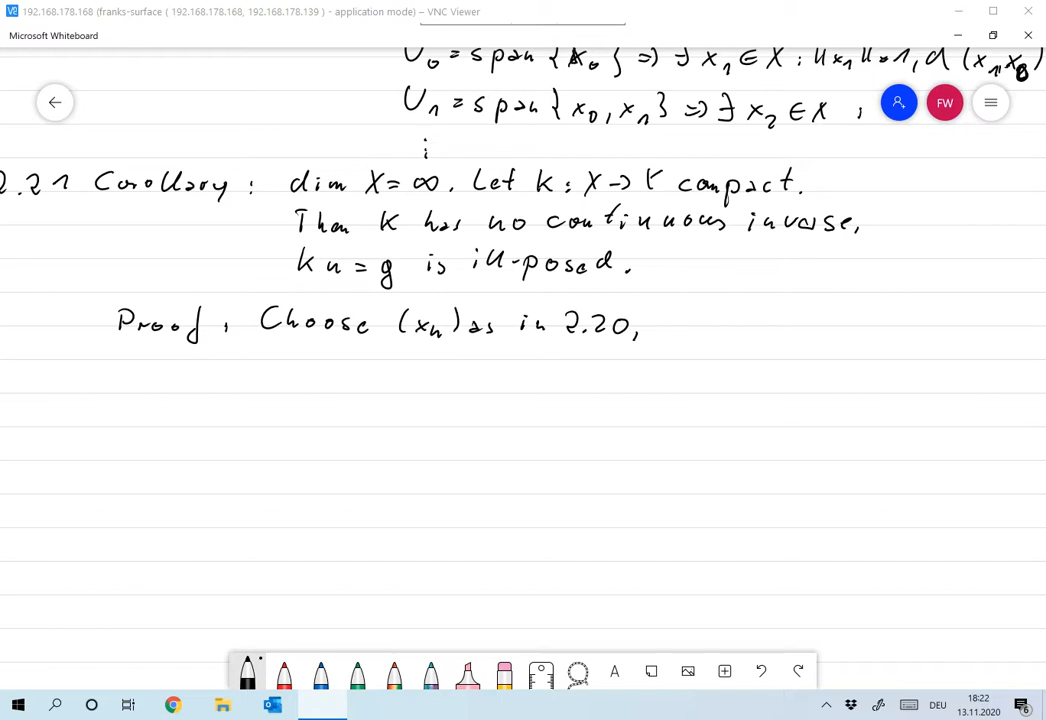 192.168.178.168 (franks-surface ( 192.168.178.168, 192.168.178.139 ) - application mode) – VNC Viewer
Microsoft Whiteboard
U₀ = span {x₀} ⇒ ∃ x₁ ∈ X : ||x₁|| = 1, d (x₁, x₀)
U₁ = span {x₀, x₁} ⇒ ∃ x₂ ∈ X ;
⋮
2.21 Corollary : dim X = ∞. Let K : X → Y compact.
Then K has no continuous inverse,
K u = g is ill-posed.
Proof : Choose (xₙ) as in 2.20,
FW
A
DEU
18:22
13.11.2020
6